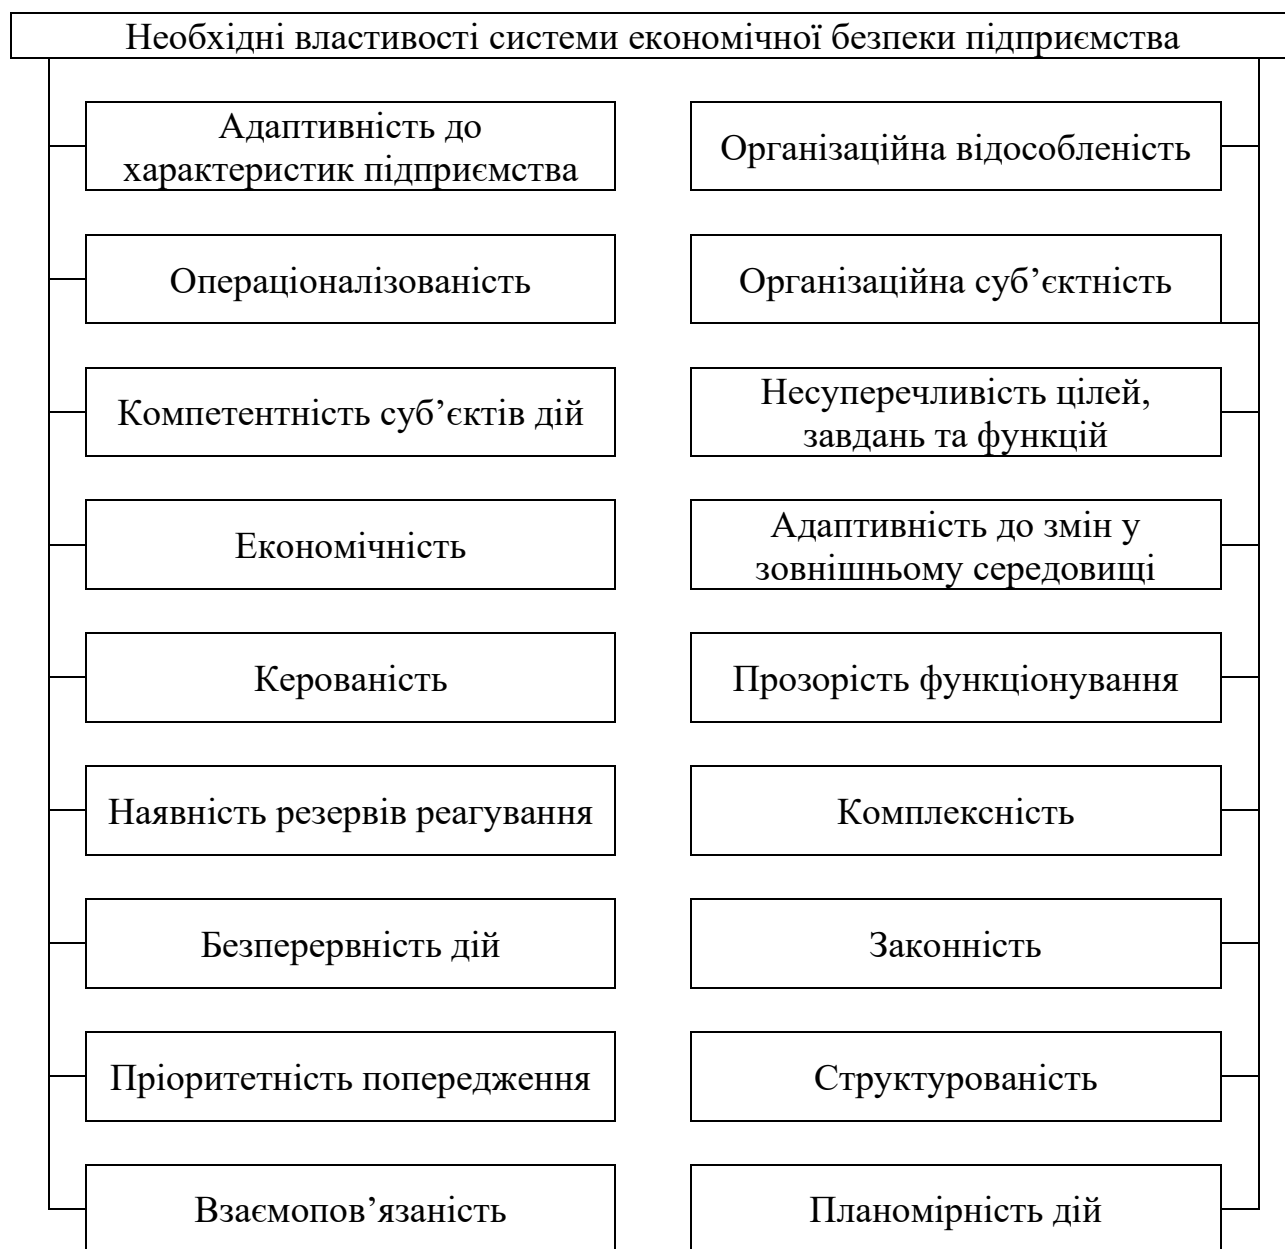 Необхідні властивості системи економічної безпеки підприємства
Адаптивність до
характеристик підприємства
Організаційна відособленість
Операціоналізованість
Організаційна суб’єктність
Компетентність суб’єктів дій
Несуперечливість цілей,
завдань та функцій
Економічність
Адаптивність до змін у
зовнішньому середовищі
Керованість
Прозорість функціонування
Наявність резервів реагування
Комплексність
Безперервність дій
Законність
Пріоритетність попередження
Структурованість
Взаємопов’язаність
Планомірність дій